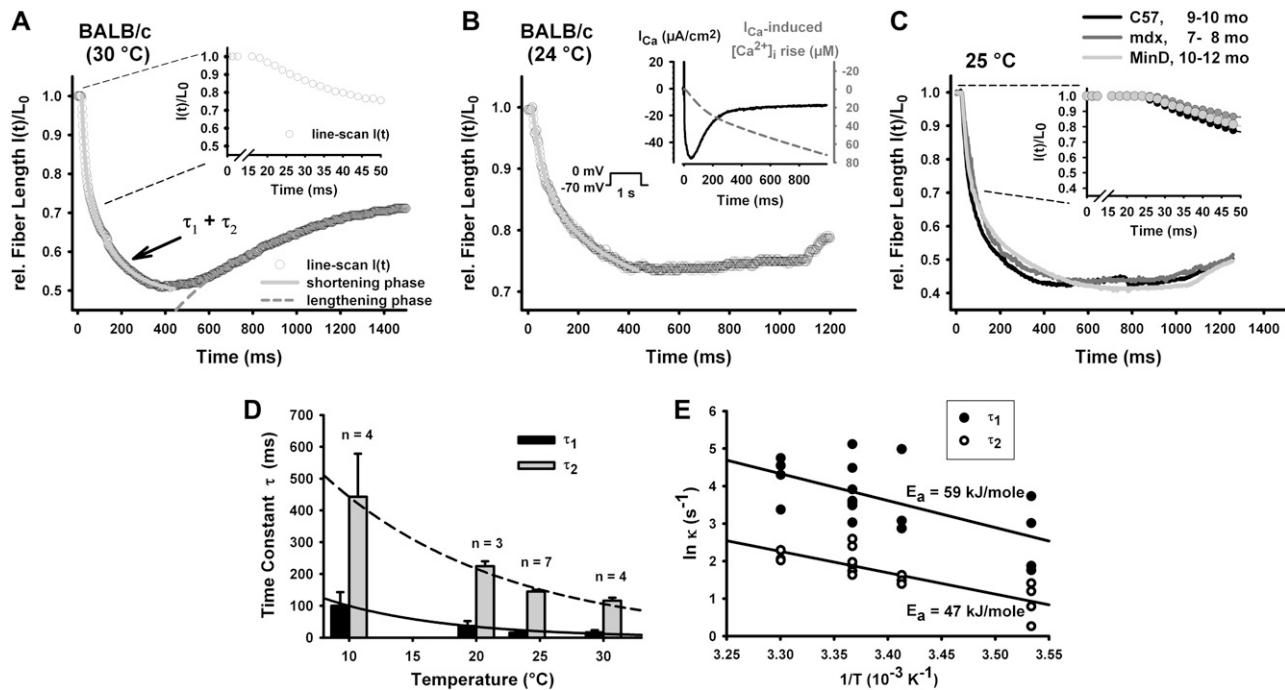 A
BALB/c
(30 °C)
rel. Fiber Length l(t)/L0
1.0
0.9
0.8
0.7
0.6
0.5
0 200 400 600 800 1000 1200 1400
Time (ms)
l(t)/L0
1.0
0.9
0.8
0.7
0.6
0.5
0 15 20 25 30 35 40 45 50
Time (ms)
line-scan l(t)
τ1 + τ2
line-scan l(t)
shortening phase
lengthening phase
B
BALB/c
(24 °C)
rel. Fiber Length l(t)/L0
1.0
0.9
0.8
0.7
0 200 400 600 800 1000 1200
Time (ms)
ICa (µA/cm2)
ICa-induced
[Ca2+]i rise (µM)
40
20
0
-20
-40
-20
0
20
40
60
80
0 200 400 600 800
Time (ms)
0 mV
-70 mV
1 s
C
25 °C
C57, 9-10 mo
mdx, 7- 8 mo
MinD, 10-12 mo
rel. Fiber Length l(t)/L0
1.0
0.9
0.8
0.7
0.6
0.5
0.4
0 200 400 600 800 1000 1200 1400
Time (ms)
l(t)/L0
1.0
0.9
0.8
0.7
0.6
0.5
0.4
0 15 20 25 30 35 40 45 50
Time (ms)
D
Time Constant τ (ms)
700
600
500
400
300
200
100
0
n = 4
n = 3
n = 7
n = 4
τ1
τ2
10 15 20 25 30
Temperature (°C)
E
ln κ (s-1)
6
5
4
3
2
1
0
τ1
τ2
Ea = 59 kJ/mole
Ea = 47 kJ/mole
3.25 3.30 3.35 3.40 3.45 3.50 3.55
1/T (10-3 K-1)